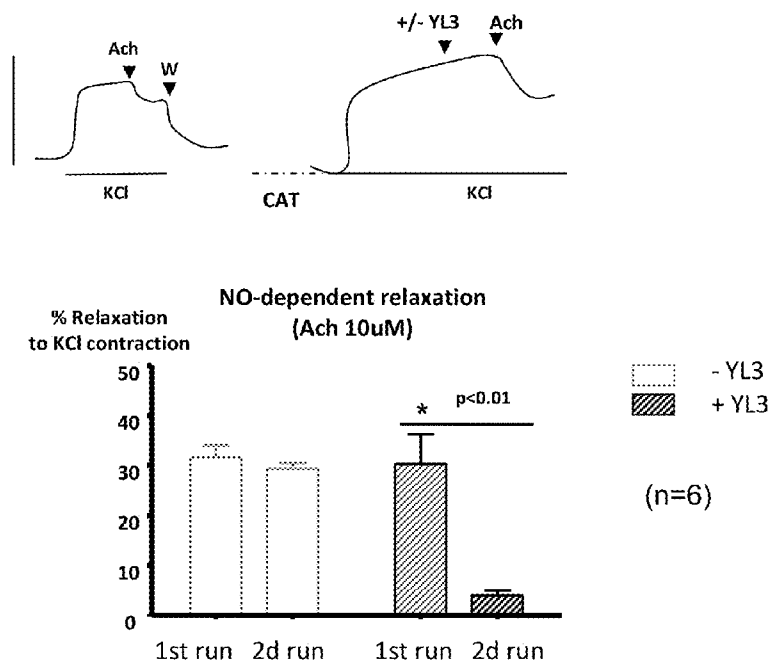 +/- YL3 Ach
Ach
W
KCl
CAT
KCl
NO-dependent relaxation
(Ach 10uM)
% Relaxation
to KCl contraction
50
40
30
20
10
0
* p<0.01
- YL3
+ YL3
(n=6)
1st run 2d run 1st run 2d run